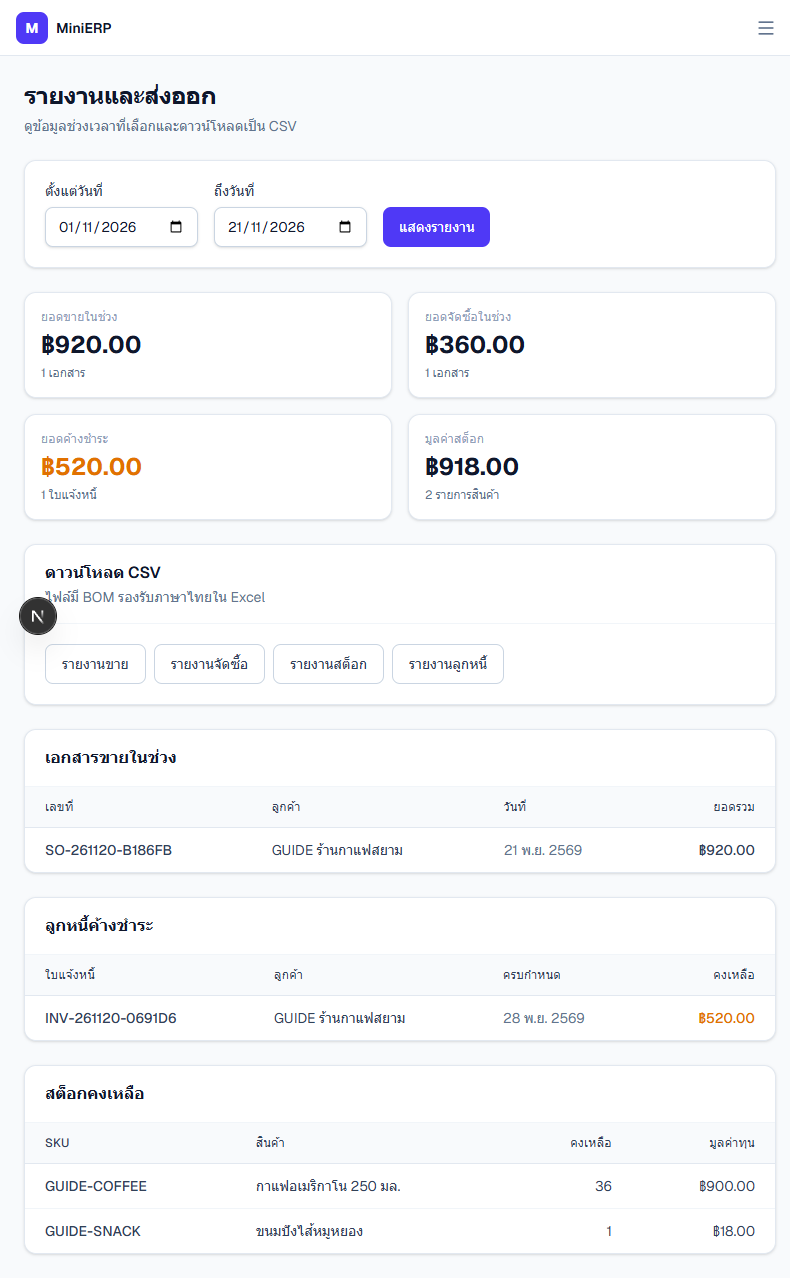 M MiniERP
รายงานและส่งออก
ดูข้อมูลช่วงเวลาที่เลือกและดาวน์โหลดเป็น CSV
ตั้งแต่วันที่ ถึงวันที่
01/11/2026 21/11/2026 แสดงรายงาน
ยอดขายในช่วง ยอดจัดซื้อในช่วง
฿920.00 ฿360.00
1 เอกสาร 1 เอกสาร
ยอดค้างชำระ มูลค่าสต็อก
฿520.00 ฿918.00
1 ใบแจ้งหนี้ 2 รายการสินค้า
ดาวน์โหลด CSV
ไฟล์มี BOM รองรับภาษาไทยใน Excel
N
รายงานขาย รายงานจัดซื้อ รายงานสต็อก รายงานลูกหนี้
เอกสารขายในช่วง
เลขที่ ลูกค้า วันที่ ยอดรวม
SO-261120-B186FB GUIDE ร้านกาแฟสยาม 21 พ.ย. 2569 ฿920.00
ลูกหนี้ค้างชำระ
ใบแจ้งหนี้ ลูกค้า ครบกำหนด คงเหลือ
INV-261120-0691D6 GUIDE ร้านกาแฟสยาม 28 พ.ย. 2569 ฿520.00
สต็อกคงเหลือ
SKU สินค้า คงเหลือ มูลค่าทุน
GUIDE-COFFEE กาแฟอเมริกาโน 250 มล. 36 ฿900.00
GUIDE-SNACK ขนมปังไส้หมูหยอง 1 ฿18.00